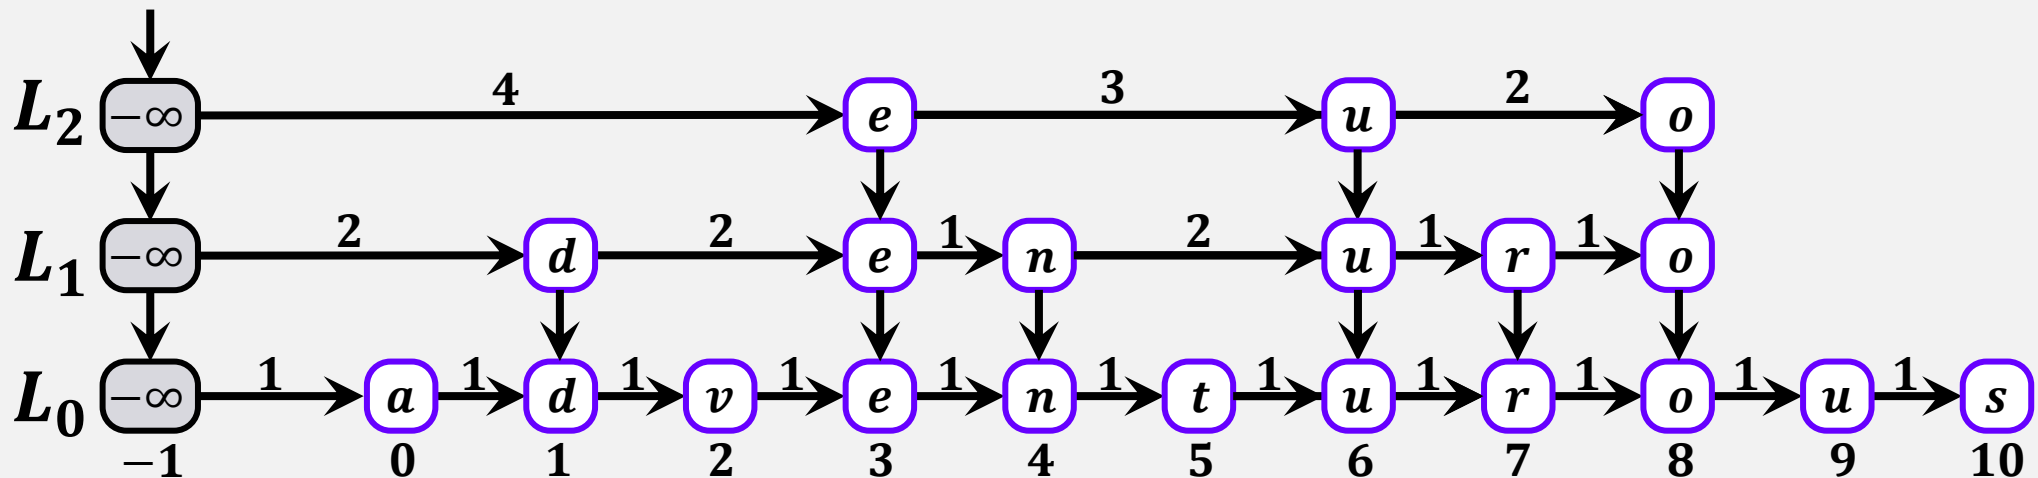 4 3 2
L2 −∞ e u o
2 2 1 2 1 1
L1 −∞ d e n u r o
1 1 1 1 1 1 1 1 1 1 1
L0 −∞ a d v e n t u r o u s
−1 0 1 2 3 4 5 6 7 8 9 10